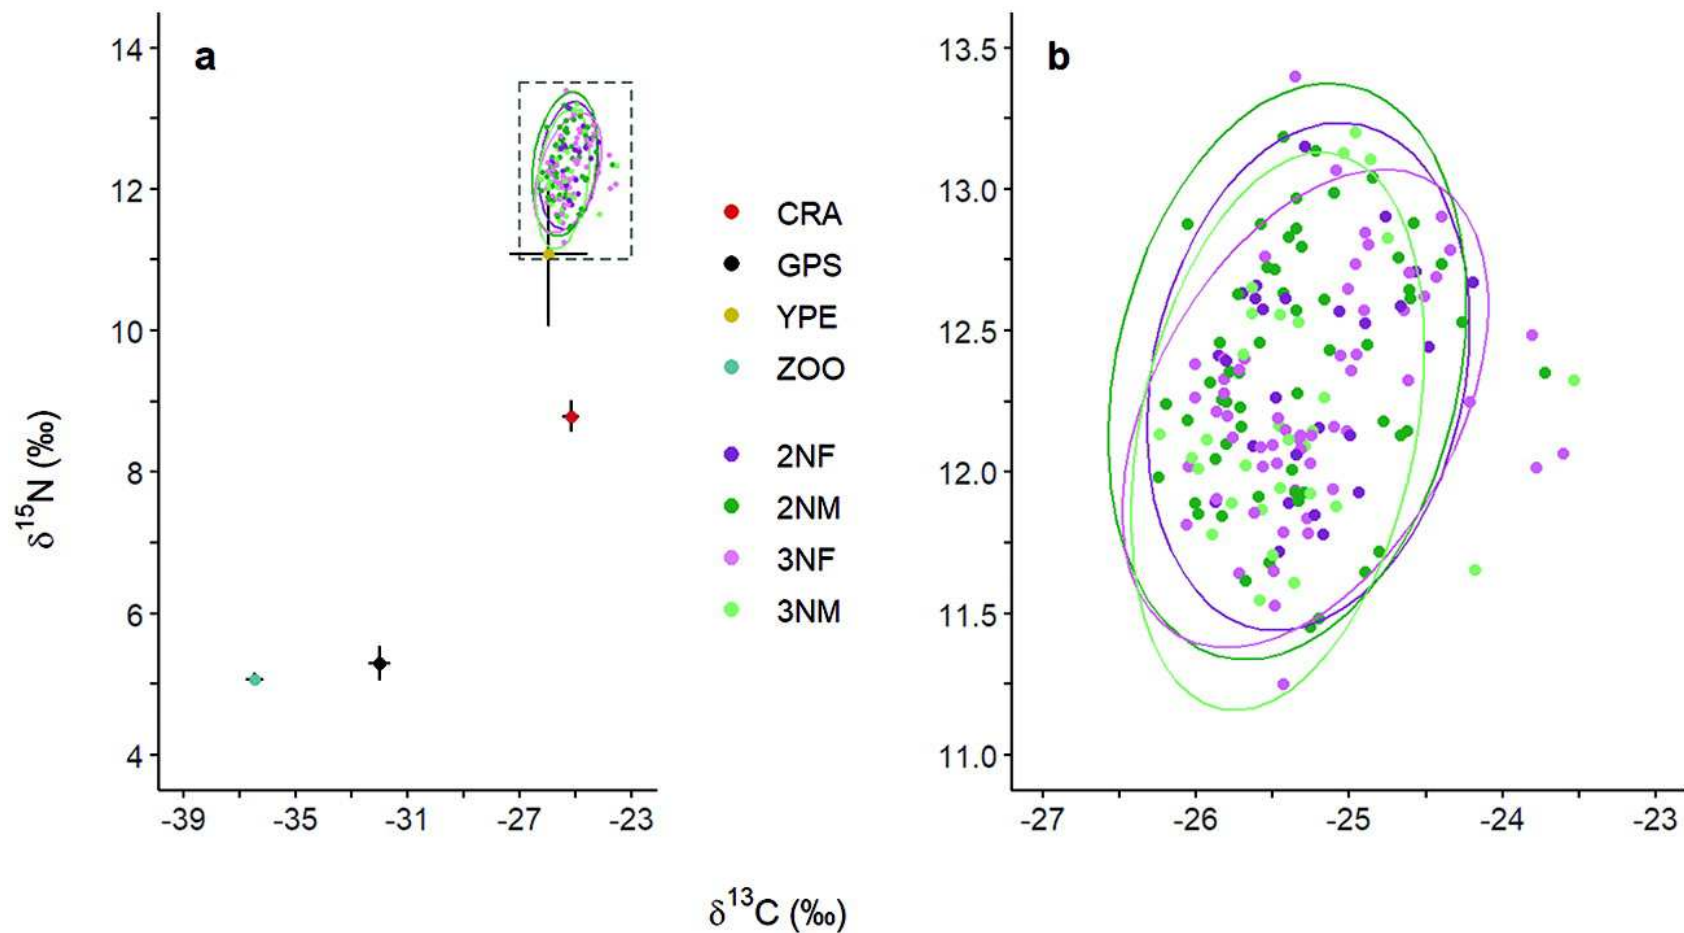 a
14
12
10
8
6
4
-39
-35
-31
-27
-23
δ15N (‰)
CRA
GPS
YPE
ZOO
2NF
2NM
3NF
3NM
b
13.5
13.0
12.5
12.0
11.5
11.0
-27
-26
-25
-24
-23
δ13C (‰)